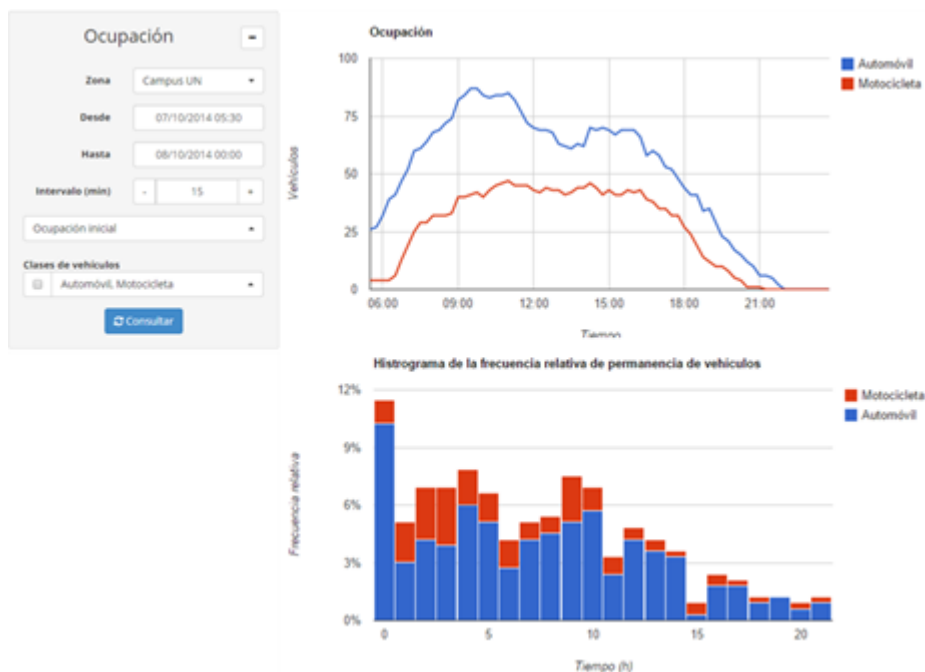 Ocupación
-
Zona Campus UN
Desde 07/10/2014 05:30
Hasta 08/10/2014 00:00
Intervalo (min) - 15 +
Ocupación inicial
Clases de vehículos
Automóvil, Motocicleta
Consultar
Ocupación
100
75
50
25
0
Vehículos
06:00 09:00 12:00 15:00 18:00 21:00
Tiempo
Automóvil
Motocicleta
Histrograma de la frecuencia relativa de permanencia de vehículos
12%
9%
6%
3%
0%
Frecuencia relativa
0 5 10 15 20
Tiempo (h)
Motocicleta
Automóvil